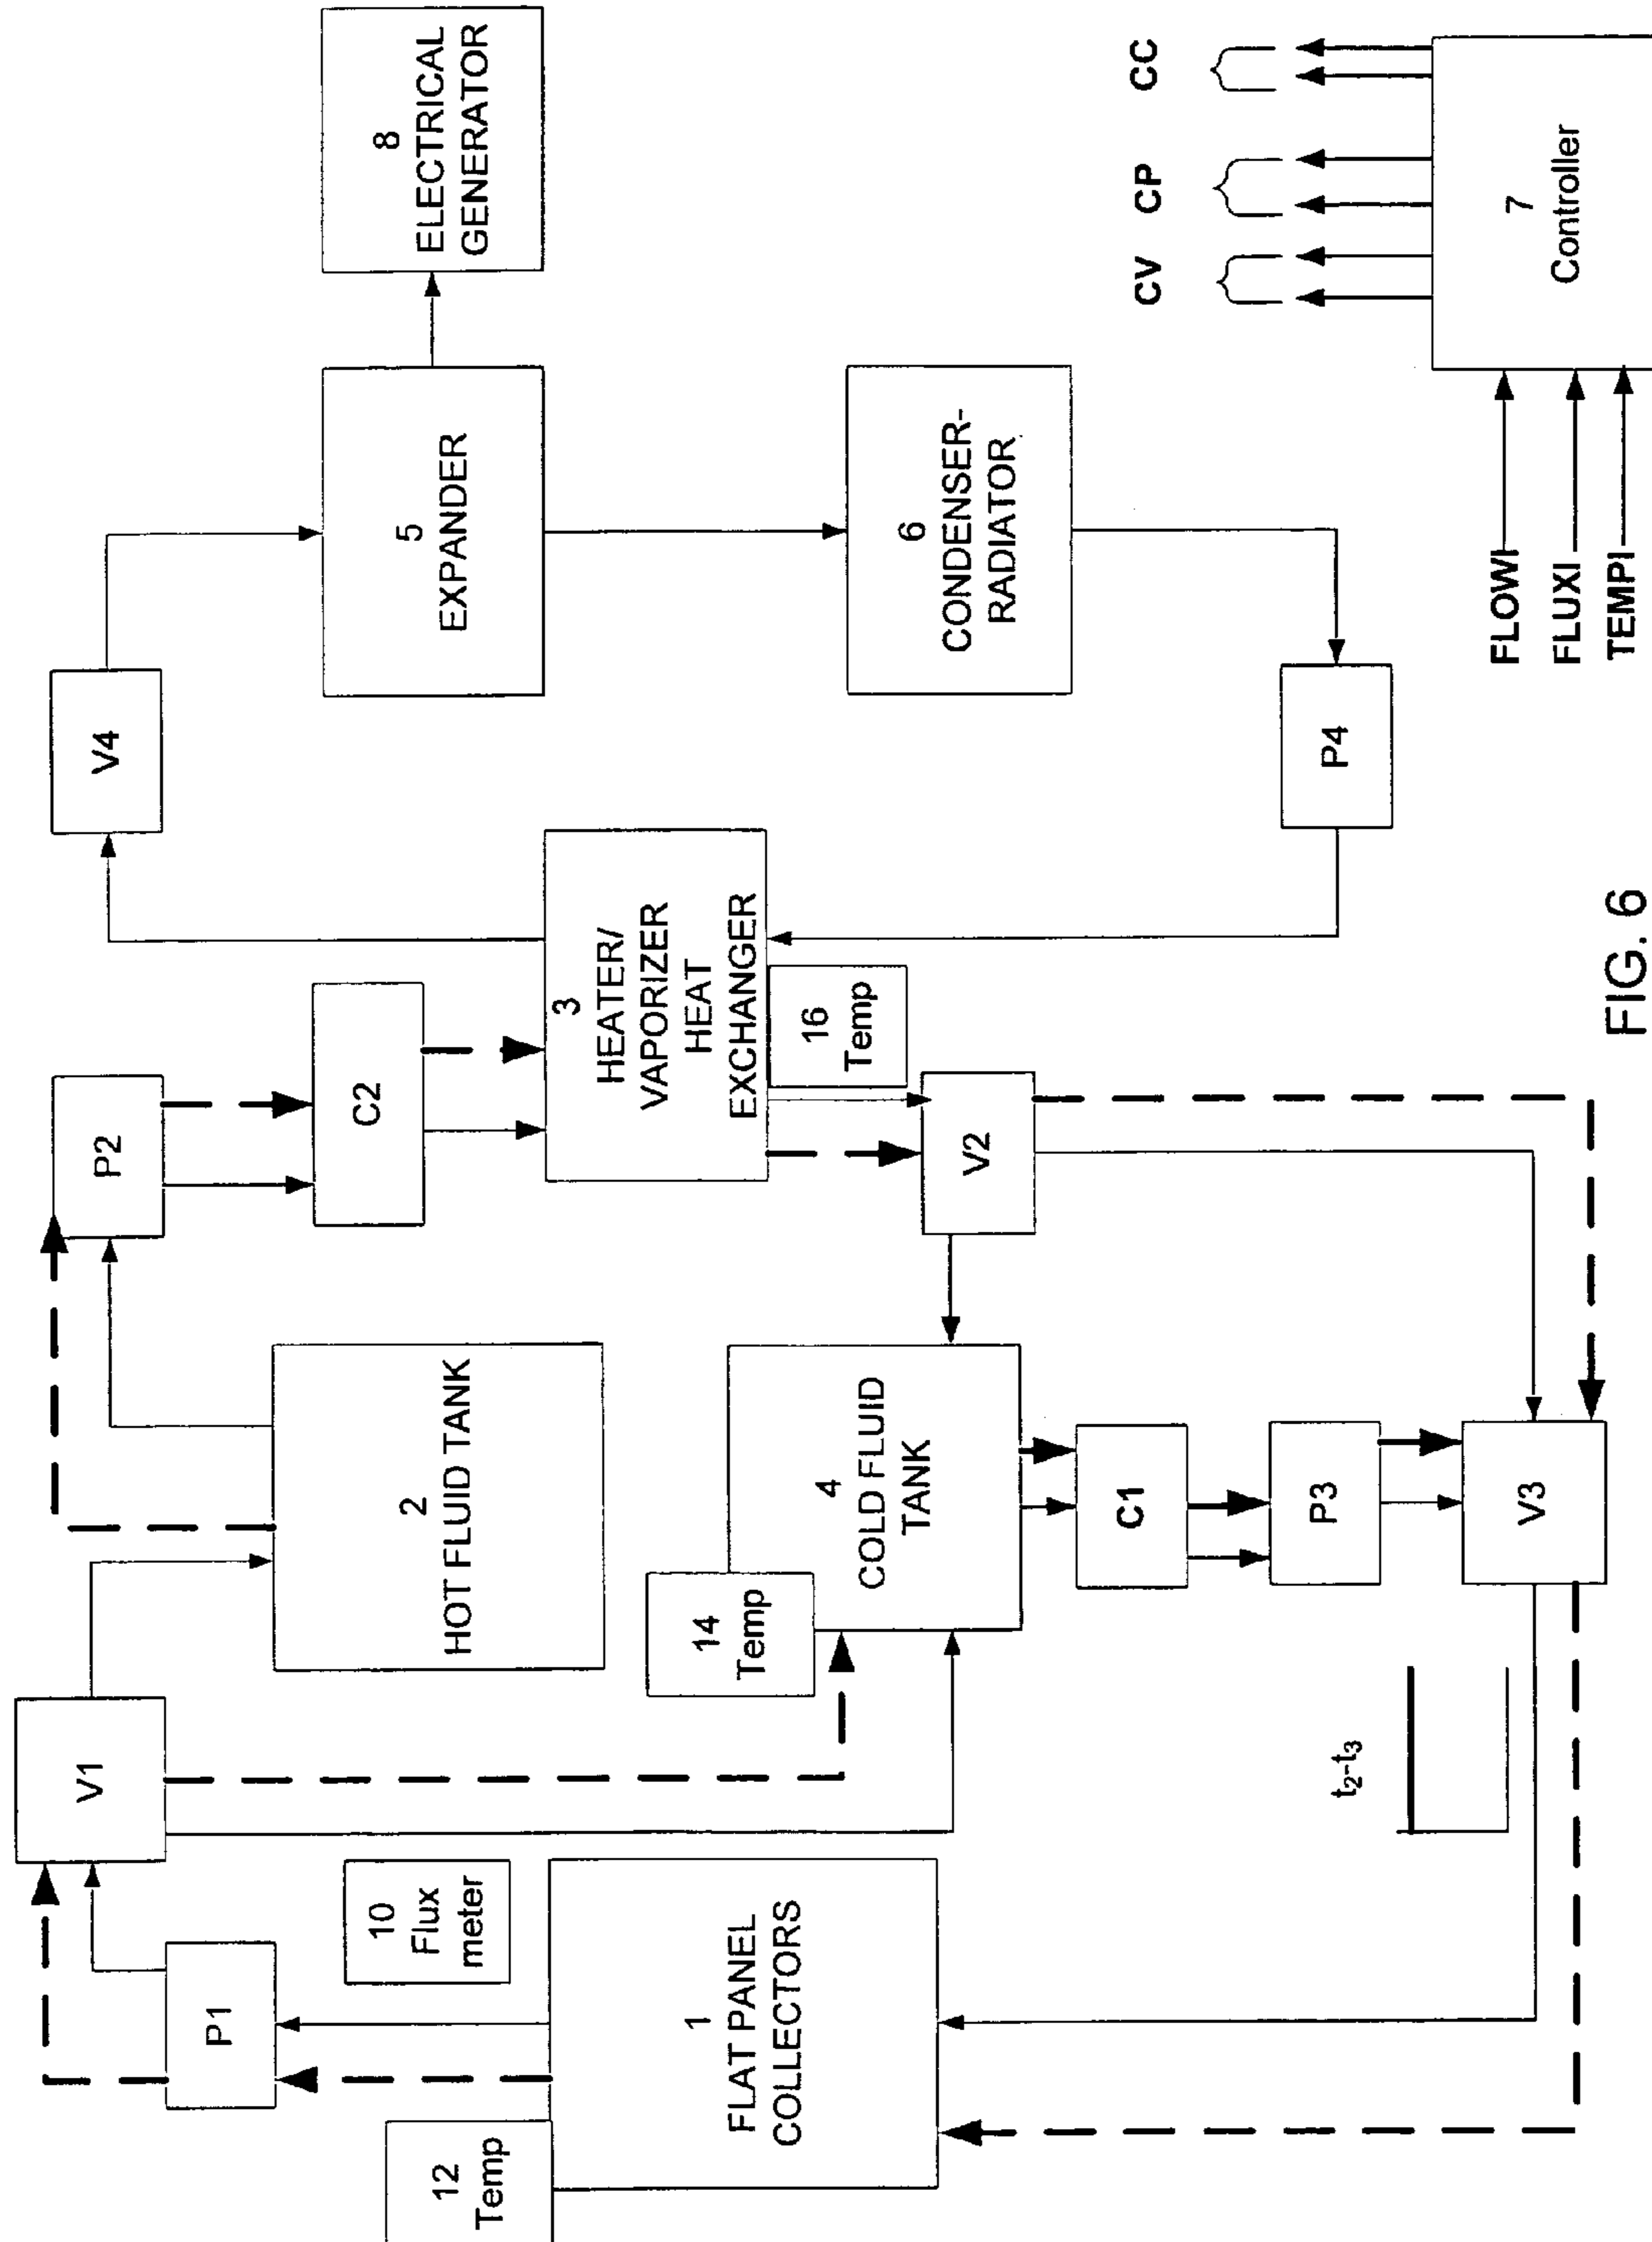 P1
V1
P2
V4
12
Temp
10
Flux
meter
2
HOT FLUID TANK
C2
5
EXPANDER
8
ELECTRICAL
GENERATOR
1
FLAT PANEL
COLLECTORS
14
Temp
4
COLD FLUID
TANK
3
HEATER/
VAPORIZER
HEAT
EXCHANGER
16
Temp
V2
6
CONDENSER-
RADIATOR
C1
P3
V3
P4
t₂-t₃
CV
CP
CC
FLOWI
FLUXI
TEMPI
7
Controller
FIG. 6